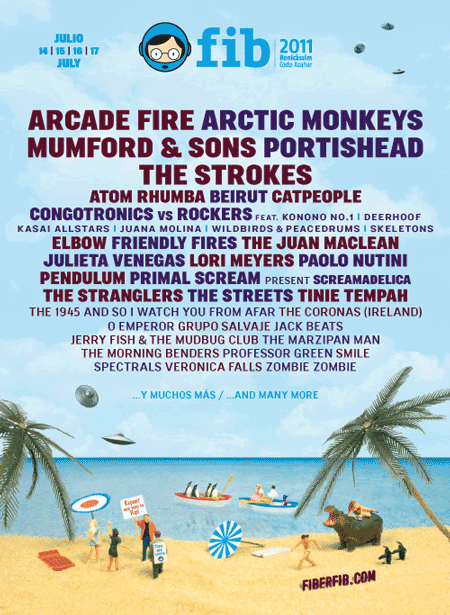 JULIO
14 | 15 | 16 | 17
JULY
fib
2011
Benicàssim
Costa Azahar
ARCADE FIRE ARCTIC MONKEYS
MUMFORD & SONS PORTISHEAD
THE STROKES
ATOM RHUMBA BEIRUT CATPEOPLE
CONGOTRONICS vs ROCKERS FEAT. KONONO NO.1 | DEERHOOF
KASAI ALLSTARS | JUANA MOLINA | WILDBIRDS & PEACEDRUMS | SKELETONS
ELBOW FRIENDLY FIRES THE JUAN MACLEAN
JULIETA VENEGAS LORI MEYERS PAOLO NUTINI
PENDULUM PRIMAL SCREAM PRESENT SCREAMADELICA
THE STRANGLERS THE STREETS TINIE TEMPAH
THE 1945 AND SO I WATCH YOU FROM AFAR THE CORONAS (IRELAND)
O EMPEROR GRUPO SALVAJE JACK BEATS
JERRY FISH & THE MUDBUG CLUB THE MARZIPAN MAN
THE MORNING BENDERS PROFESSOR GREEN SMILE
SPECTRALS VERONICA FALLS ZOMBIE ZOMBIE
...Y MUCHOS MÁS / ...AND MANY MORE
Repent
FIBERFIB.COM